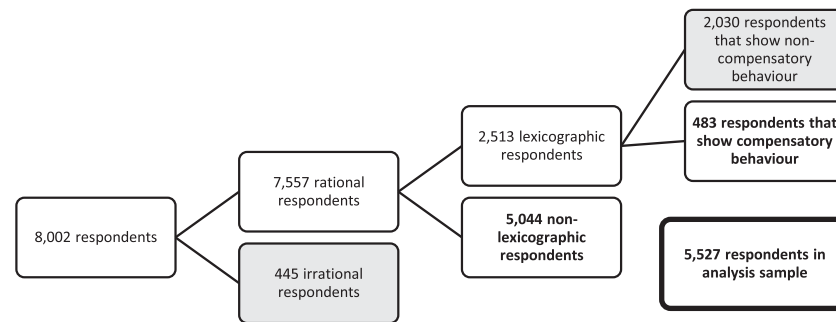 8,002 respondents
7,557 rational
respondents
445 irrational
respondents
2,513 lexicographic
respondents
5,044 non-
lexicographic
respondents
2,030 respondents
that show non-
compensatory
behaviour
483 respondents that
show compensatory
behaviour
5,527 respondents in
analysis sample